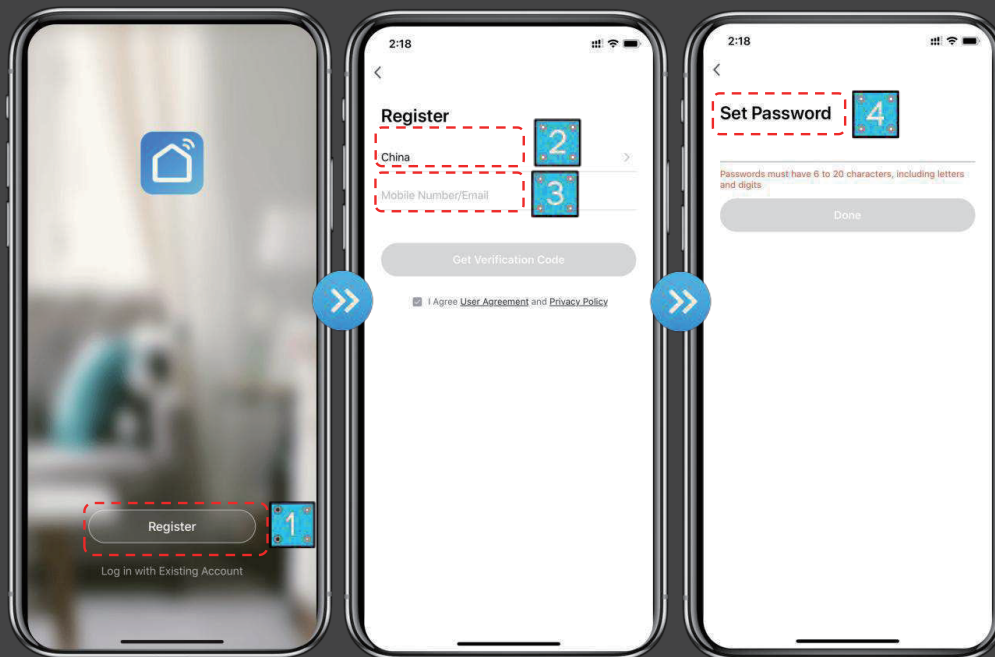 Register
1
Log in with Existing Account
2:18
Register
2
China
3
Mobile Number/Email
Get Verification Code
I Agree User Agreement and Privacy Policy
2:18
Set Password
4
Passwords must have 6 to 20 characters, including letters
and digits
Done